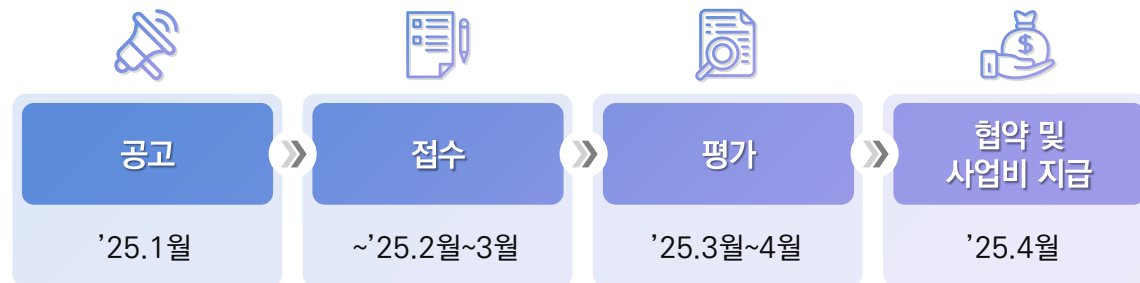 공고
접수
평가
협약 및
사업비 지급
’25.1월
~’25.2월~3월
’25.3월~4월
’25.4월